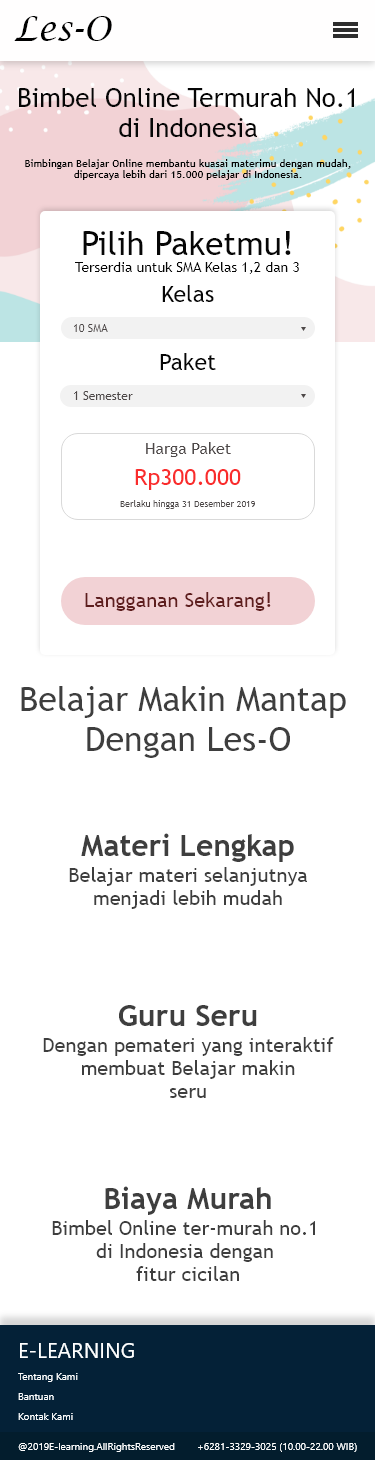 Les-O
Bimbel Online Termurah No.1
di Indonesia
Bimbingan Belajar Online membantu kuasai materimu dengan mudah,
dipercaya lebih dari 15.000 pelajar di Indonesia.
Pilih Paketmu!
Terserdia untuk SMA Kelas 1,2 dan 3
Kelas
10 SMA
Paket
1 Semester
Harga Paket
Rp300.000
Berlaku hingga 31 Desember 2019
Langganan Sekarang!
Belajar Makin Mantap
Dengan Les-O
Materi Lengkap
Belajar materi selanjutnya
menjadi lebih mudah
Guru Seru
Dengan pemateri yang interaktif
membuat Belajar makin
seru
Biaya Murah
Bimbel Online ter-murah no.1
di Indonesia dengan
fitur cicilan
E-LEARNING
Tentang Kami
Bantuan
Kontak Kami
@2019E-learning.AllRightsReserved +6281-3329-3025 (10.00-22.00 WIB)